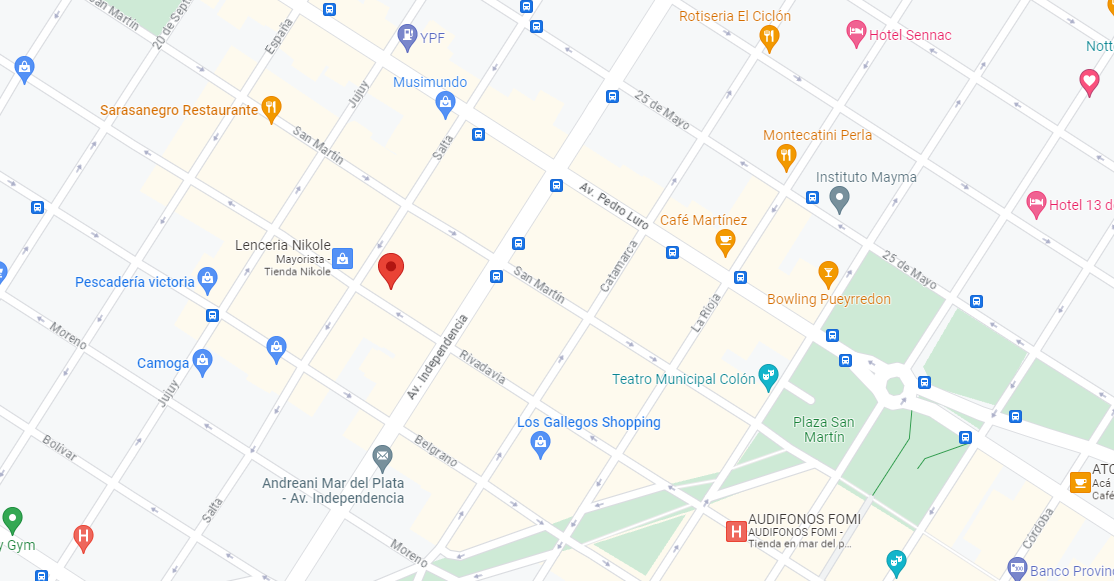 San Martín
20 de Sept
España
YPF
Rotiseria El Ciclón
Hotel Sennac
Nott
Musimundo
Jujuy
Sarasanegro Restaurante
San Martín
Salta
25 de Mayo
Montecatini Perla
Instituto Mayma
Av. Pedro Luro
Hotel 13 d
Café Martínez
Lenceria Nikole
Mayorista -
Tienda Nikole
Pescadería victoria
San Martín
Catamarca
25 de Mayo
Bowling Pueyrredon
La Rioja
Moreno
Av. Independencia
Camoga
Rivadavia
Jujuy
Teatro Municipal Colón
Los Gallegos Shopping
Plaza San
Martín
Bolivar
Belgrano
Andreani Mar del Plata
- Av. Independencia
ATO
Acá
Café
Salta
H
y Gym
H
AUDIFONOS FOMI
AUDIFONOS FOMI -
Tienda en mar del p...
Córdoba
Moreno
Banco Provinc